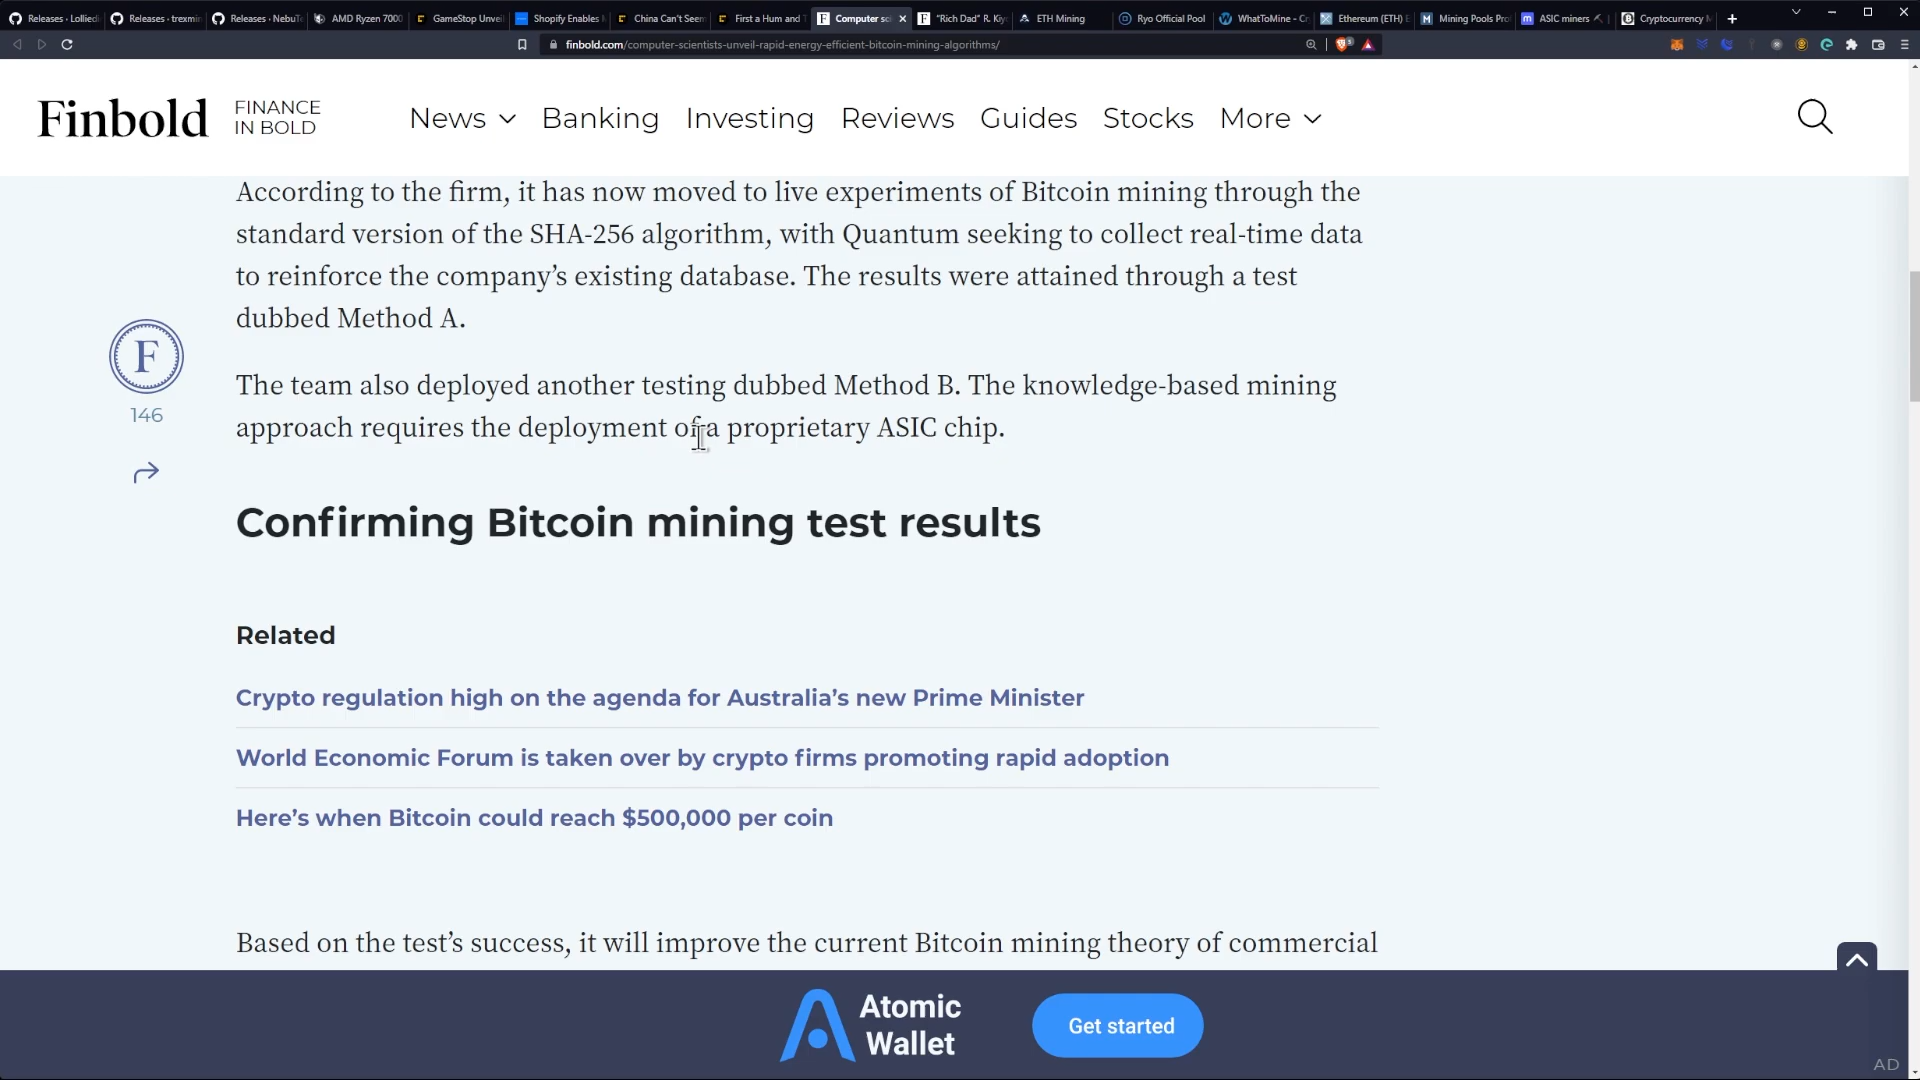 Releases · Lollied
Releases · trexmin
Releases · NebuT
AMD Ryzen 7000
GameStop Unvei
Shopify Enables
China Can't Seem
First a Hum and
Computer sci
"Rich Dad" R. Kiy
ETH Mining
Ryo Official Pool
WhatToMine - Cr
Ethereum (ETH) E
Mining Pools Pro
ASIC miners
Cryptocurrency
finbold.com/computer-scientists-unveil-rapid-energy-efficient-bitcoin-mining-algorithms/
Finbold
FINANCE
IN BOLD
News
Banking
Investing
Reviews
Guides
Stocks
More
According to the firm, it has now moved to live experiments of Bitcoin mining through the
standard version of the SHA-256 algorithm, with Quantum seeking to collect real-time data
to reinforce the company's existing database. The results were attained through a test
dubbed Method A.
F
146
The team also deployed another testing dubbed Method B. The knowledge-based mining
approach requires the deployment of a proprietary ASIC chip.
Confirming Bitcoin mining test results
Related
Crypto regulation high on the agenda for Australia's new Prime Minister
World Economic Forum is taken over by crypto firms promoting rapid adoption
Here's when Bitcoin could reach $500,000 per coin
Based on the test's success, it will improve the current Bitcoin mining theory of commercial
Atomic
Wallet
Get started
AD